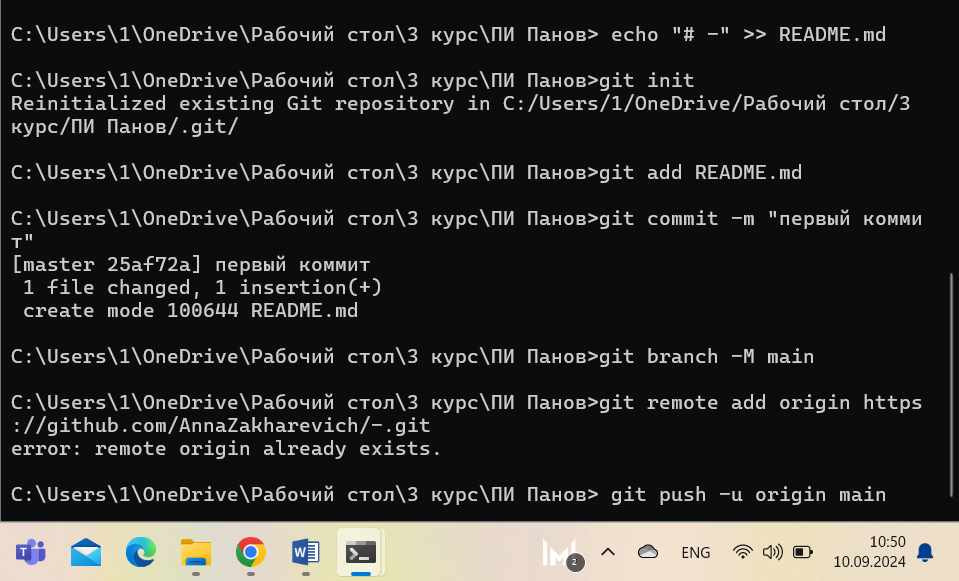 C:\Users\1\OneDrive\Рабочий стол\3 курс\ПИ Панов> echo "# -" >> README.md
C:\Users\1\OneDrive\Рабочий стол\3 курс\ПИ Панов>git init
Reinitialized existing Git repository in C:/Users/1/OneDrive/Рабочий стол/3
курс/ПИ Панов/.git/
C:\Users\1\OneDrive\Рабочий стол\3 курс\ПИ Панов>git add README.md
C:\Users\1\OneDrive\Рабочий стол\3 курс\ПИ Панов>git commit -m "первый комми
т"
[master 25af72a] первый коммит
1 file changed, 1 insertion(+)
create mode 100644 README.md
C:\Users\1\OneDrive\Рабочий стол\3 курс\ПИ Панов>git branch -M main
C:\Users\1\OneDrive\Рабочий стол\3 курс\ПИ Панов>git remote add origin https
://github.com/AnnaZakharevich/-.git
error: remote origin already exists.
C:\Users\1\OneDrive\Рабочий стол\3 курс\ПИ Панов> git push -u origin main
T
W
2
ENG
10:50
10.09.2024